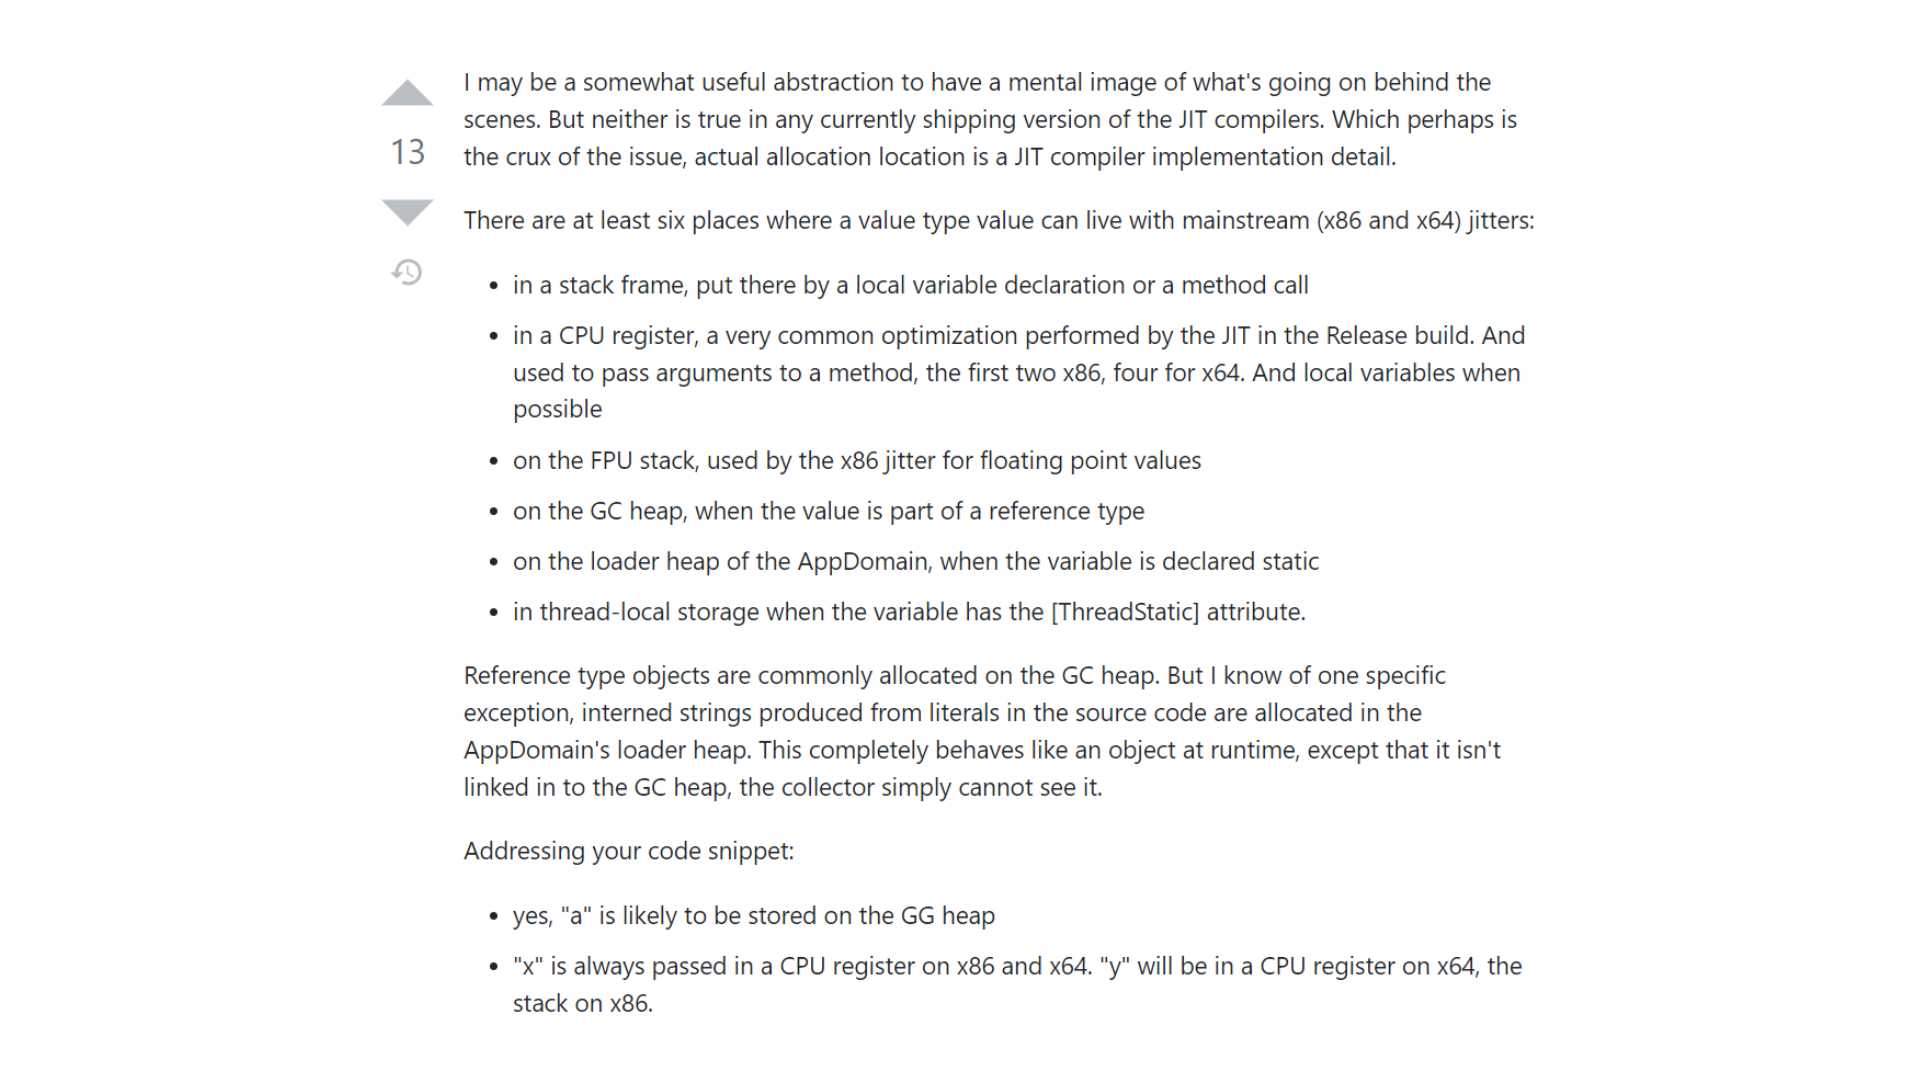 I may be a somewhat useful abstraction to have a mental image of what's going on behind the
scenes. But neither is true in any currently shipping version of the JIT compilers. Which perhaps is
the crux of the issue, actual allocation location is a JIT compiler implementation detail.
13
There are at least six places where a value type value can live with mainstream (x86 and x64) jitters:
• in a stack frame, put there by a local variable declaration or a method call
• in a CPU register, a very common optimization performed by the JIT in the Release build. And
used to pass arguments to a method, the first two x86, four for x64. And local variables when
possible
• on the FPU stack, used by the x86 jitter for floating point values
• on the GC heap, when the value is part of a reference type
• on the loader heap of the AppDomain, when the variable is declared static
• in thread-local storage when the variable has the [ThreadStatic] attribute.
Reference type objects are commonly allocated on the GC heap. But I know of one specific
exception, interned strings produced from literals in the source code are allocated in the
AppDomain's loader heap. This completely behaves like an object at runtime, except that it isn't
linked in to the GC heap, the collector simply cannot see it.
Addressing your code snippet:
• yes, "a" is likely to be stored on the GG heap
• "x" is always passed in a CPU register on x86 and x64. "y" will be in a CPU register on x64, the
stack on x86.